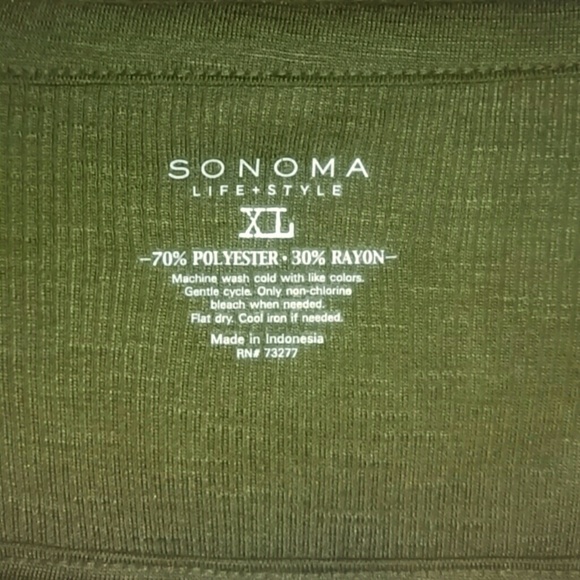 SONOMA
LIFE+STYLE
XL
–70% POLYESTER • 30% RAYON–
Machine wash cold with like colors.
Gentle cycle. Only non-chlorine
bleach when needed.
Flat dry. Cool iron if needed.
Made in Indonesia
RN# 73277